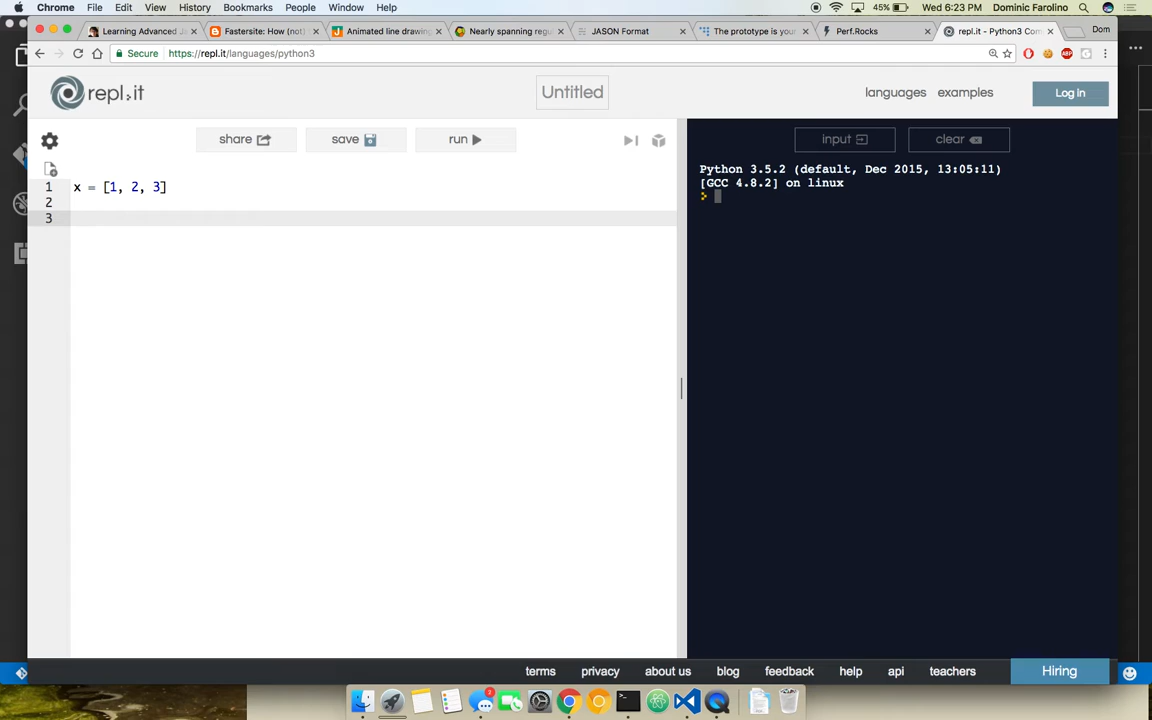 Chrome File Edit View History Bookmarks People Window Help 45% Wed 6:23 PM Dominic Farolino
Learning Advanced J Fastersite: How (not) Animated line drawing Nearly spanning regu JASON Format The prototype is your Perf.Rocks repl.it - Python3 Com Dom
Secure https://repl.it/languages/python3
repl.it Untitled languages examples Log in
share save run input clear
1 x = [1, 2, 3]
2
3
Python 3.5.2 (default, Dec 2015, 13:05:11)
[GCC 4.8.2] on linux
terms privacy about us blog feedback help api teachers Hiring
3